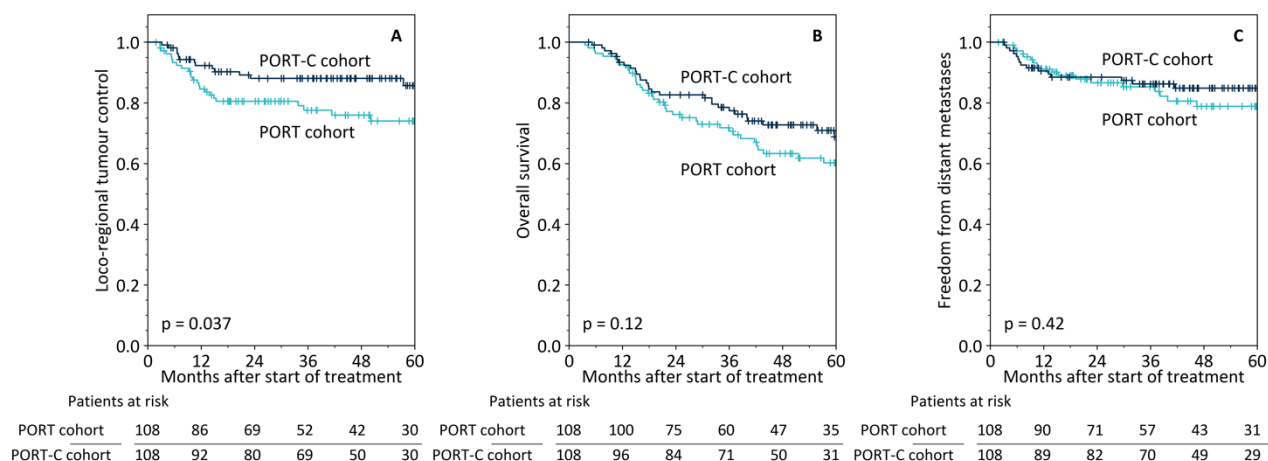 A
Loco-regional tumour control
1.0
0.8
0.6
0.4
0.2
0.0
PORT-C cohort
PORT cohort
p = 0.037
0 12 24 36 48 60
Months after start of treatment
Patients at risk
PORT cohort 108 86 69 52 42 30
PORT-C cohort 108 92 80 69 50 30
B
Overall survival
1.0
0.8
0.6
0.4
0.2
0.0
PORT-C cohort
PORT cohort
p = 0.12
0 12 24 36 48 60
Months after start of treatment
Patients at risk
PORT cohort 108 100 75 60 47 35
PORT-C cohort 108 96 84 71 50 31
C
Freedom from distant metastases
1.0
0.8
0.6
0.4
0.2
0.0
PORT-C cohort
PORT cohort
p = 0.42
0 12 24 36 48 60
Months after start of treatment
Patients at risk
PORT cohort 108 90 71 57 43 31
PORT-C cohort 108 89 82 70 49 29